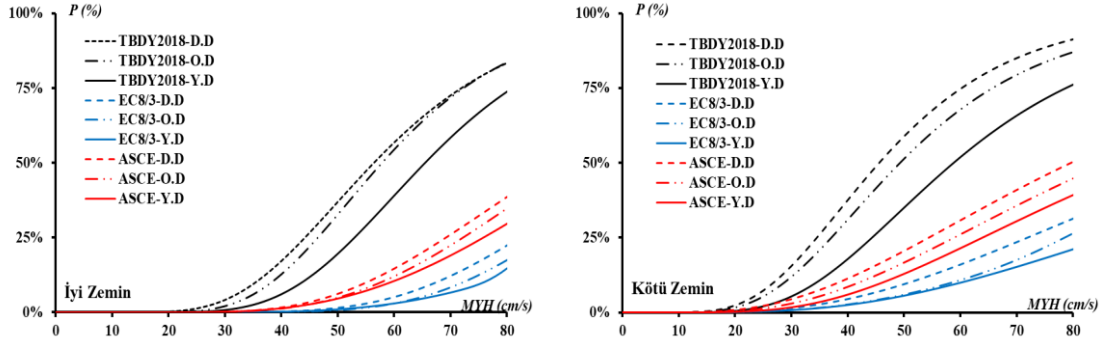 100%
P (%)
TBDY2018-D.D
TBDY2018-O.D
TBDY2018-Y.D
75%
EC8/3-D.D
EC8/3-O.D
EC8/3-Y.D
50%
ASCE-D.D
ASCE-O.D
ASCE-Y.D
25%
İyi Zemin
MYH (cm/s)
0%
0 10 20 30 40 50 60 70 80
100%
P (%)
TBDY2018-D.D
TBDY2018-O.D
TBDY2018-Y.D
75%
EC8/3-D.D
EC8/3-O.D
EC8/3-Y.D
50%
ASCE-D.D
ASCE-O.D
ASCE-Y.D
25%
Kötü Zemin
MYH (cm/s)
0%
0 10 20 30 40 50 60 70 80